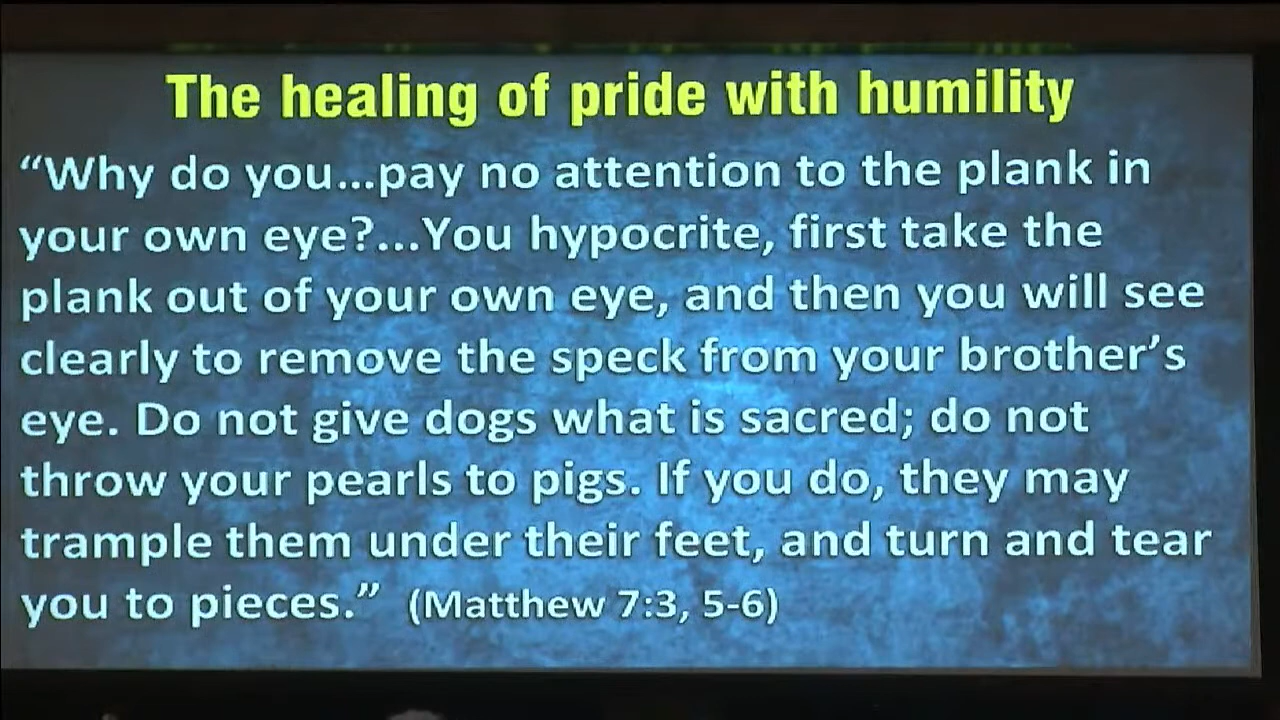 The healing of pride with humility
“Why do you...pay no attention to the plank in
your own eye?...You hypocrite, first take the
plank out of your own eye, and then you will see
clearly to remove the speck from your brother’s
eye. Do not give dogs what is sacred; do not
throw your pearls to pigs. If you do, they may
trample them under their feet, and turn and tear
you to pieces.” (Matthew 7:3, 5-6)